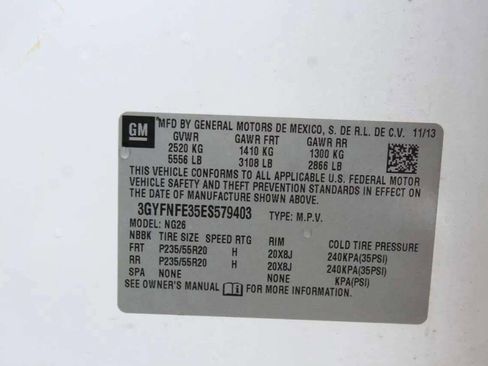 GM
MFD BY GENERAL MOTORS DE MEXICO, S. DE R.L. DE C.V. 11/13
GVWR GAWR FRT GAWR RR
2520 KG 1410 KG 1300 KG
5556 LB 3108 LB 2866 LB
THIS VEHICLE CONFORMS TO ALL APPLICABLE U.S. FEDERAL MOTOR
VEHICLE SAFETY AND THEFT PREVENTION STANDARDS IN EFFECT ON
THE DATE OF MANUFACTURE SHOWN ABOVE.
3GYFNFE35ES579403 TYPE: M.P.V.
MODEL: NG26
NBBK TIRE SIZE SPEED RTG RIM COLD TIRE PRESSURE
FRT P235/55R20 H 20X8J 240KPA(35PSI)
RR P235/55R20 H 20X8J 240KPA(35PSI)
SPA NONE NONE KPA(PSI)
SEE OWNER'S MANUAL i FOR MORE INFORMATION.